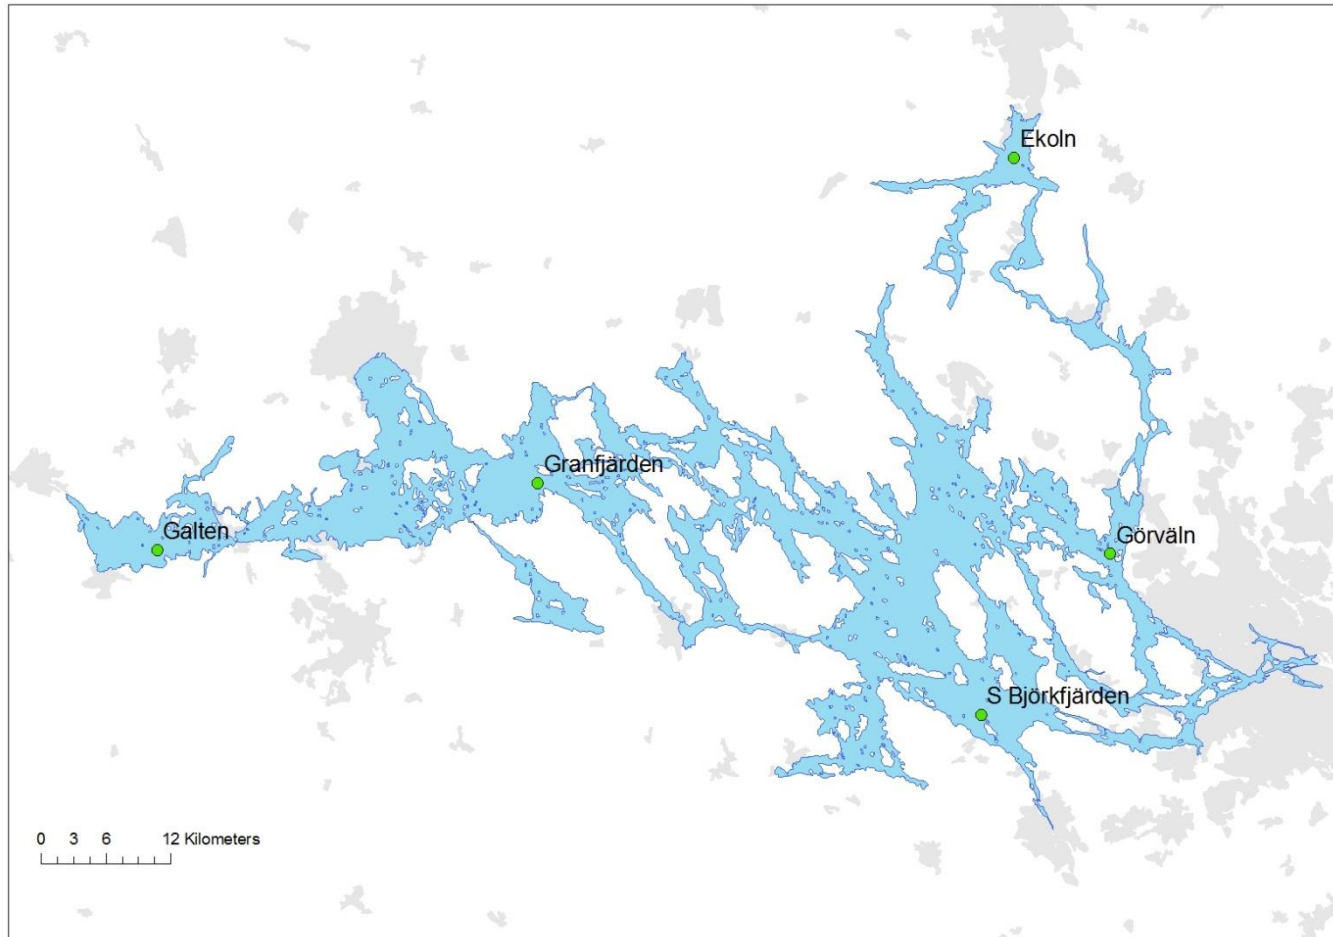 Ekoln
Granfjärden
Galten
Görväln
S Björkfjärden
0 3 6 12 Kilometers